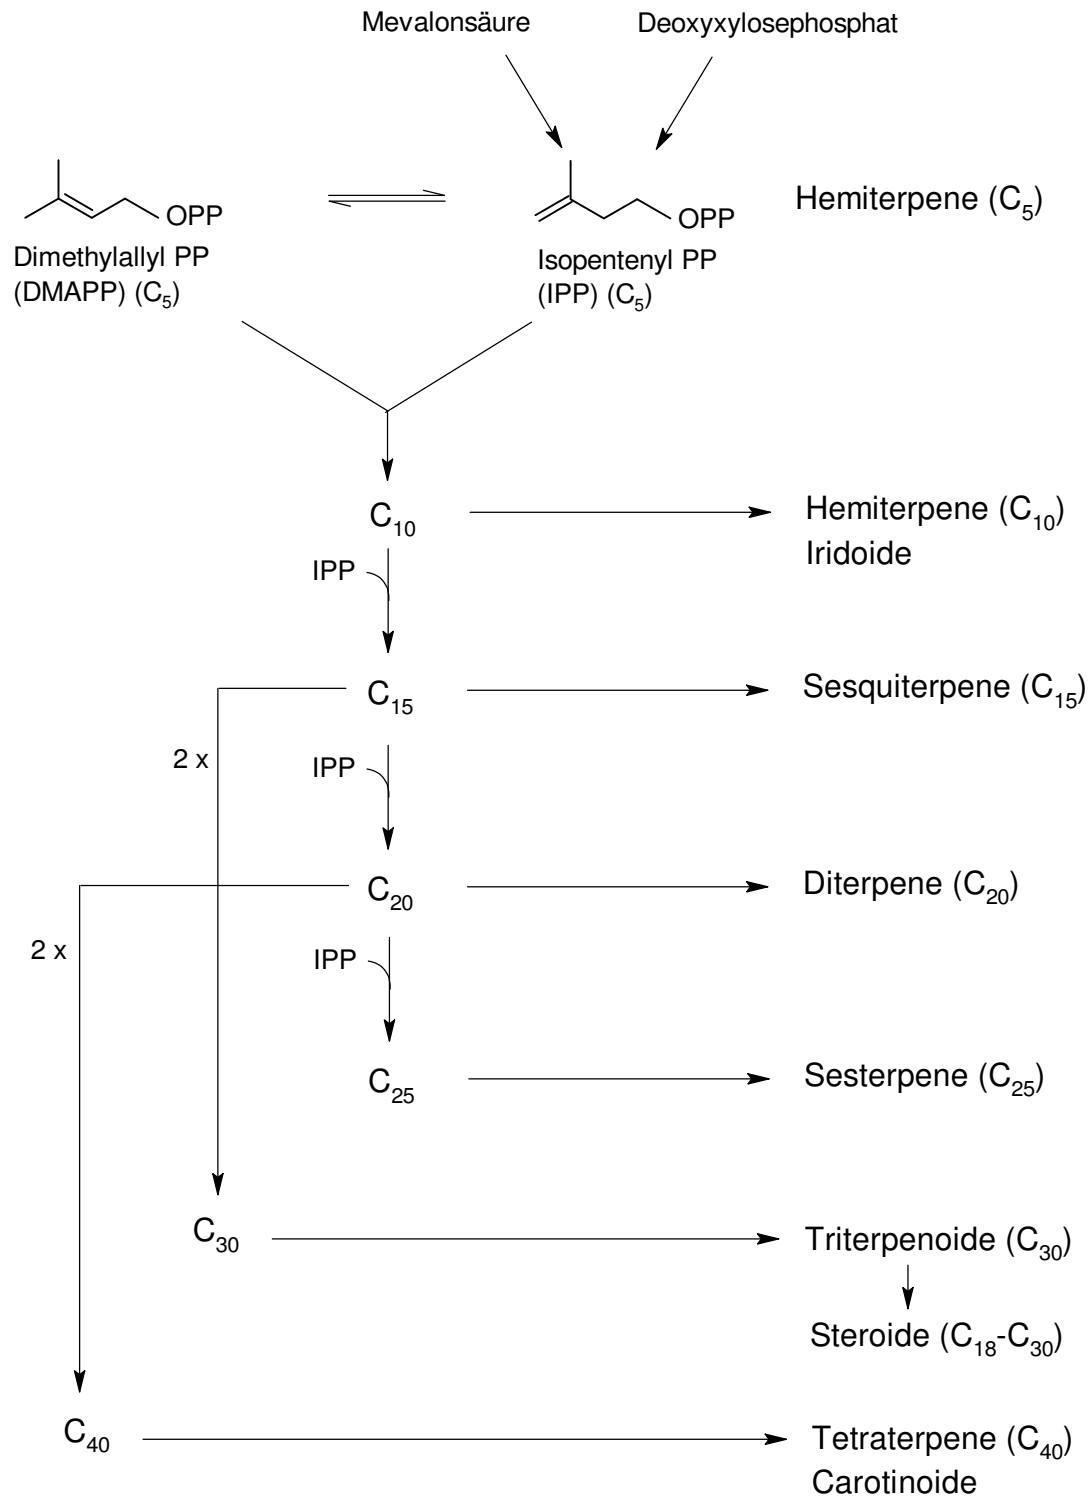 Mevalonsäure
Deoxyxylosephosphat
OPP
OPP
Hemiterpene (C5)
Dimethylallyl PP
(DMAPP) (C5)
Isopentenyl PP
(IPP) (C5)
C10
Hemiterpene (C10)
Iridoide
IPP
C15
Sesquiterpene (C15)
2 x
IPP
C20
Diterpene (C20)
2 x
IPP
C25
Sesterpene (C25)
C30
Triterpenoide (C30)
Steroide (C18-C30)
C40
Tetraterpene (C40)
Carotinoide